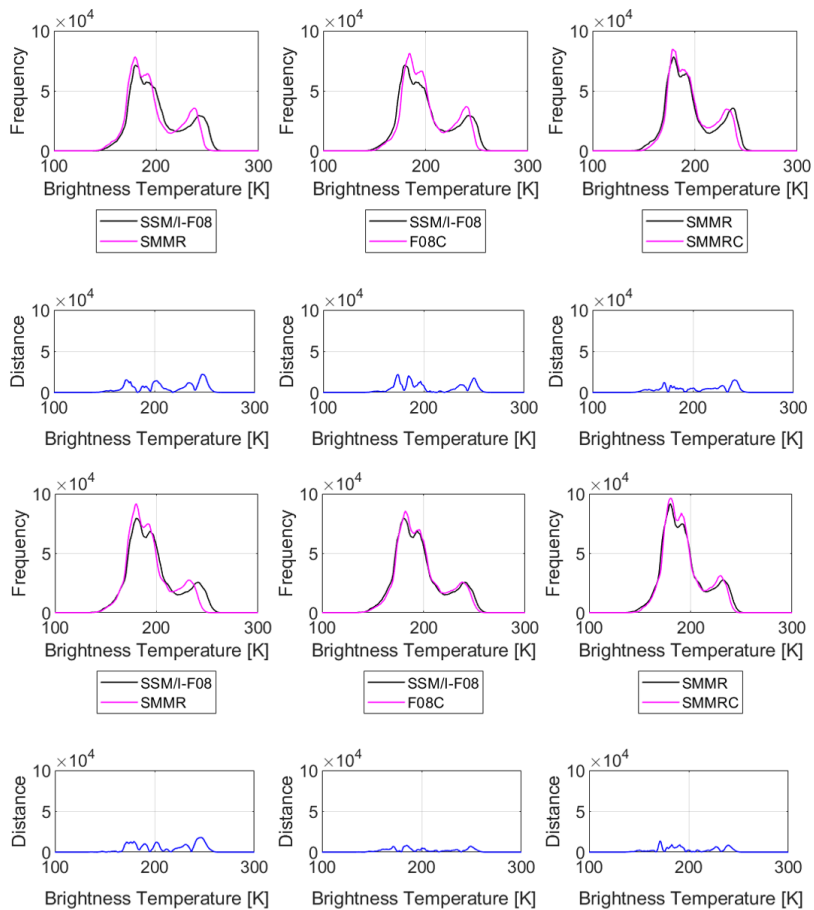 ×10⁴ ×10⁴ ×10⁴
10 10 10
Frequency Frequency Frequency
5 5 5
0 0 0
100 200 300 100 200 300 100 200 300
Brightness Temperature [K] Brightness Temperature [K] Brightness Temperature [K]
SSM/I-F08 SSM/I-F08 SMMR
SMMR F08C SMMRC
×10⁴ ×10⁴ ×10⁴
10 10 10
Distance Distance Distance
5 5 5
0 0 0
100 200 300 100 200 300 100 200 300
Brightness Temperature [K] Brightness Temperature [K] Brightness Temperature [K]
×10⁴ ×10⁴ ×10⁴
10 10 10
Frequency Frequency Frequency
5 5 5
0 0 0
100 200 300 100 200 300 100 200 300
Brightness Temperature [K] Brightness Temperature [K] Brightness Temperature [K]
SSM/I-F08 SSM/I-F08 SMMR
SMMR F08C SMMRC
×10⁴ ×10⁴ ×10⁴
10 10 10
Distance Distance Distance
5 5 5
0 0 0
100 200 300 100 200 300 100 200 300
Brightness Temperature [K] Brightness Temperature [K] Brightness Temperature [K]